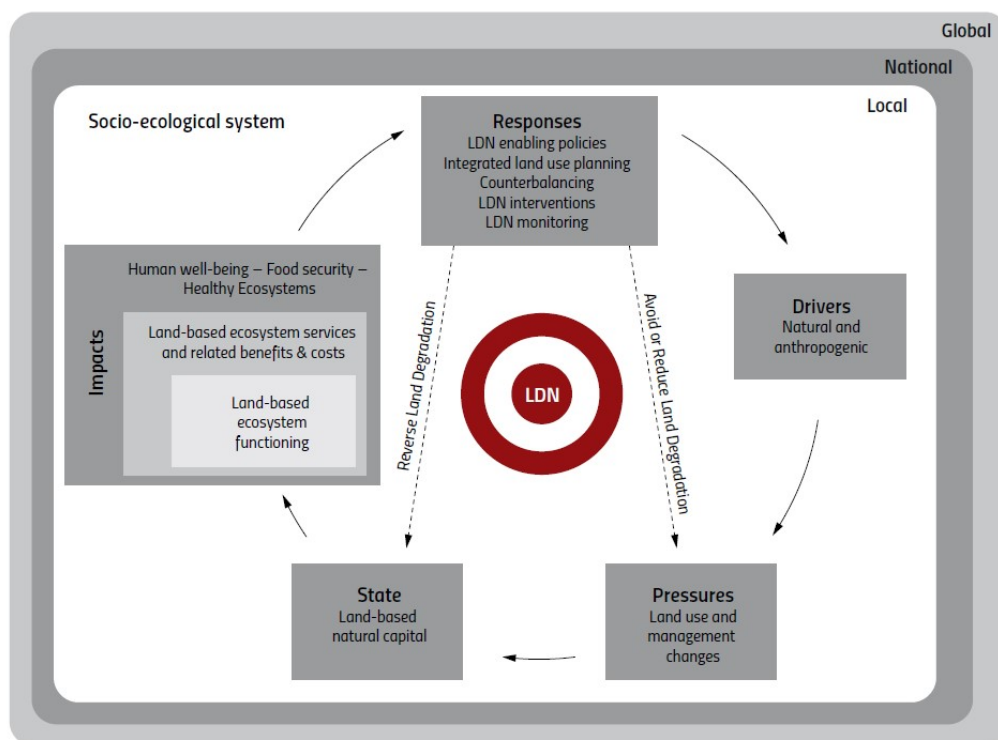 Global
National
Local
Socio-ecological system
Responses
LDN enabling policies
Integrated land use planning
Counterbalancing
LDN interventions
LDN monitoring
Human well-being – Food security –
Healthy Ecosystems
Impacts
Land-based ecosystem services
and related benefits & costs
Land-based
ecosystem
functioning
Reverse Land Degradation
LDN
Avoid or Reduce Land Degradation
Drivers
Natural and
anthropogenic
State
Land-based
natural capital
Pressures
Land use and
management
changes